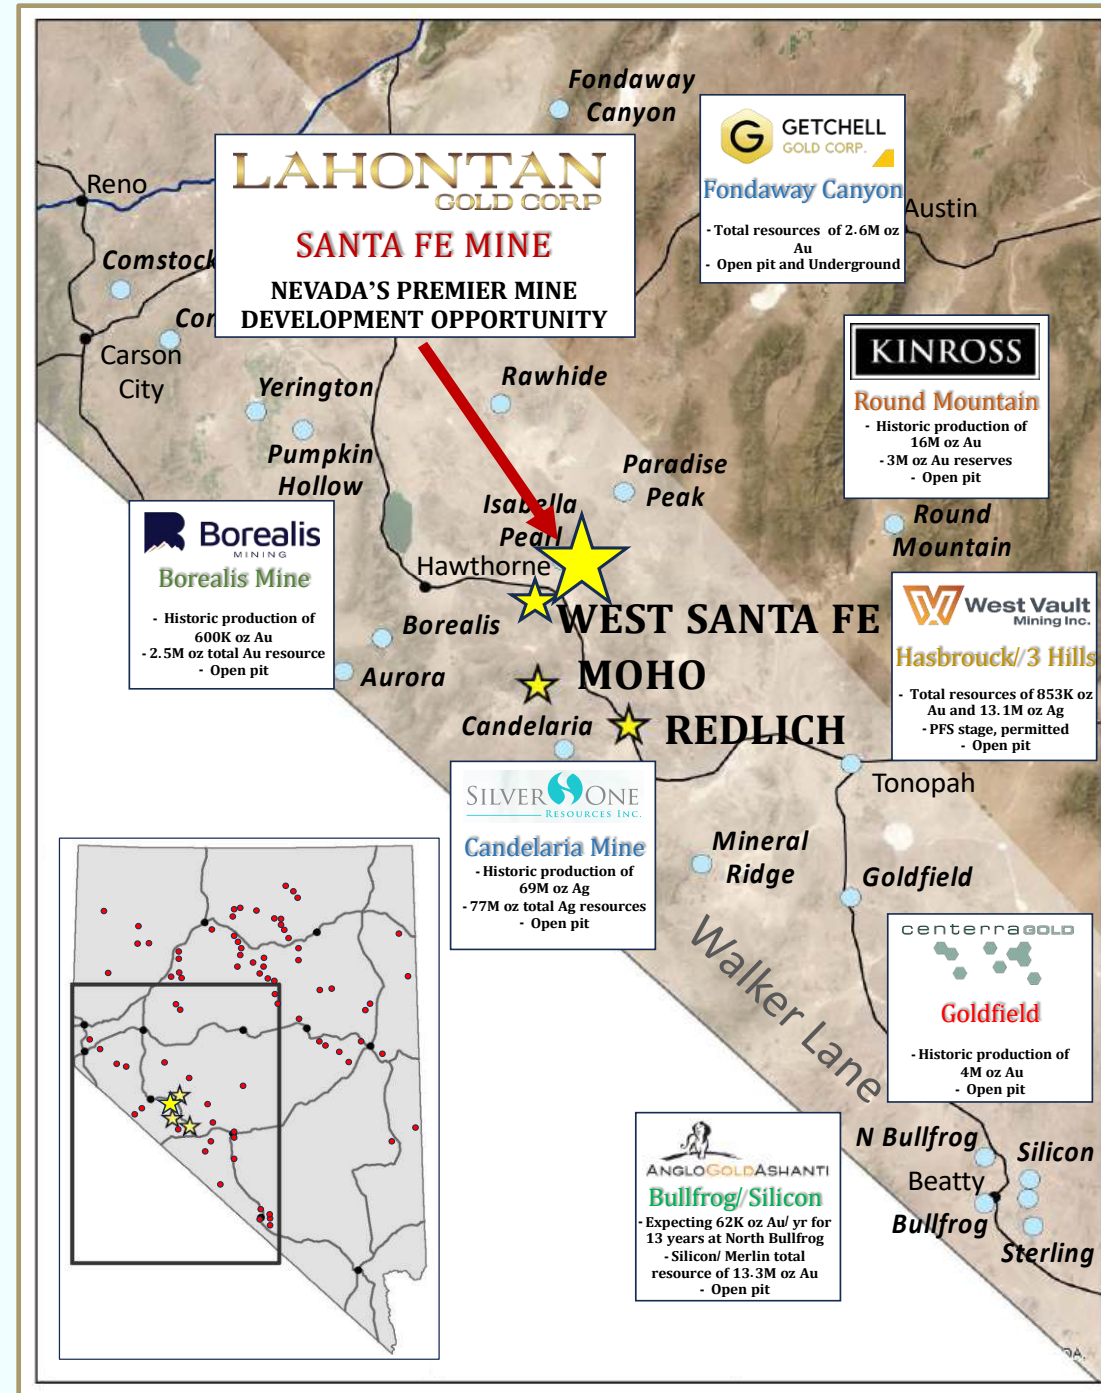 Fondaway
Canyon
GETCHELL
GOLD CORP.
Fondaway Canyon
- Total resources of 2.6M oz
Au
- Open pit and Underground
LAHONTAN
GOLD CORP
SANTA FE MINE
NEVADA'S PREMIER MINE
DEVELOPMENT OPPORTUNITY
Reno
Austin
Comstock
Carson
City
KINROSS
Round Mountain
- Historic production of
16M oz Au
- 3M oz Au reserves
- Open pit
Yerington
Rawhide
Pumpkin
Hollow
Paradise
Peak
Isabella
Pearl
Round
Mountain
Borealis
MINING
Borealis Mine
- Historic production of
600K oz Au
- 2.5M oz total Au resource
- Open pit
Hawthorne
West Vault
Mining Inc.
Hasbrouck/3 Hills
- Total resources of 853K oz
Au and 13.1M oz Ag
- PFS stage, permitted
- Open pit
Borealis
WEST SANTA FE
Aurora
MOHO
Candelaria
REDLICH
SILVER ONE
RESOURCES INC.
Candelaria Mine
- Historic production of
69M oz Ag
- 77M oz total Ag resources
- Open pit
Tonopah
Mineral
Ridge
Goldfield
Walker Lane
centerraGOLD
Goldfield
- Historic production of
4M oz Au
- Open pit
ANGLOGOLDASHANTI
Bullfrog/Silicon
- Expecting 62K oz Au/ yr for
13 years at North Bullfrog
- Silicon/ Merlin total
resource of 13.3M oz Au
- Open pit
N Bullfrog
Silicon
Beatty
Bullfrog
Sterling